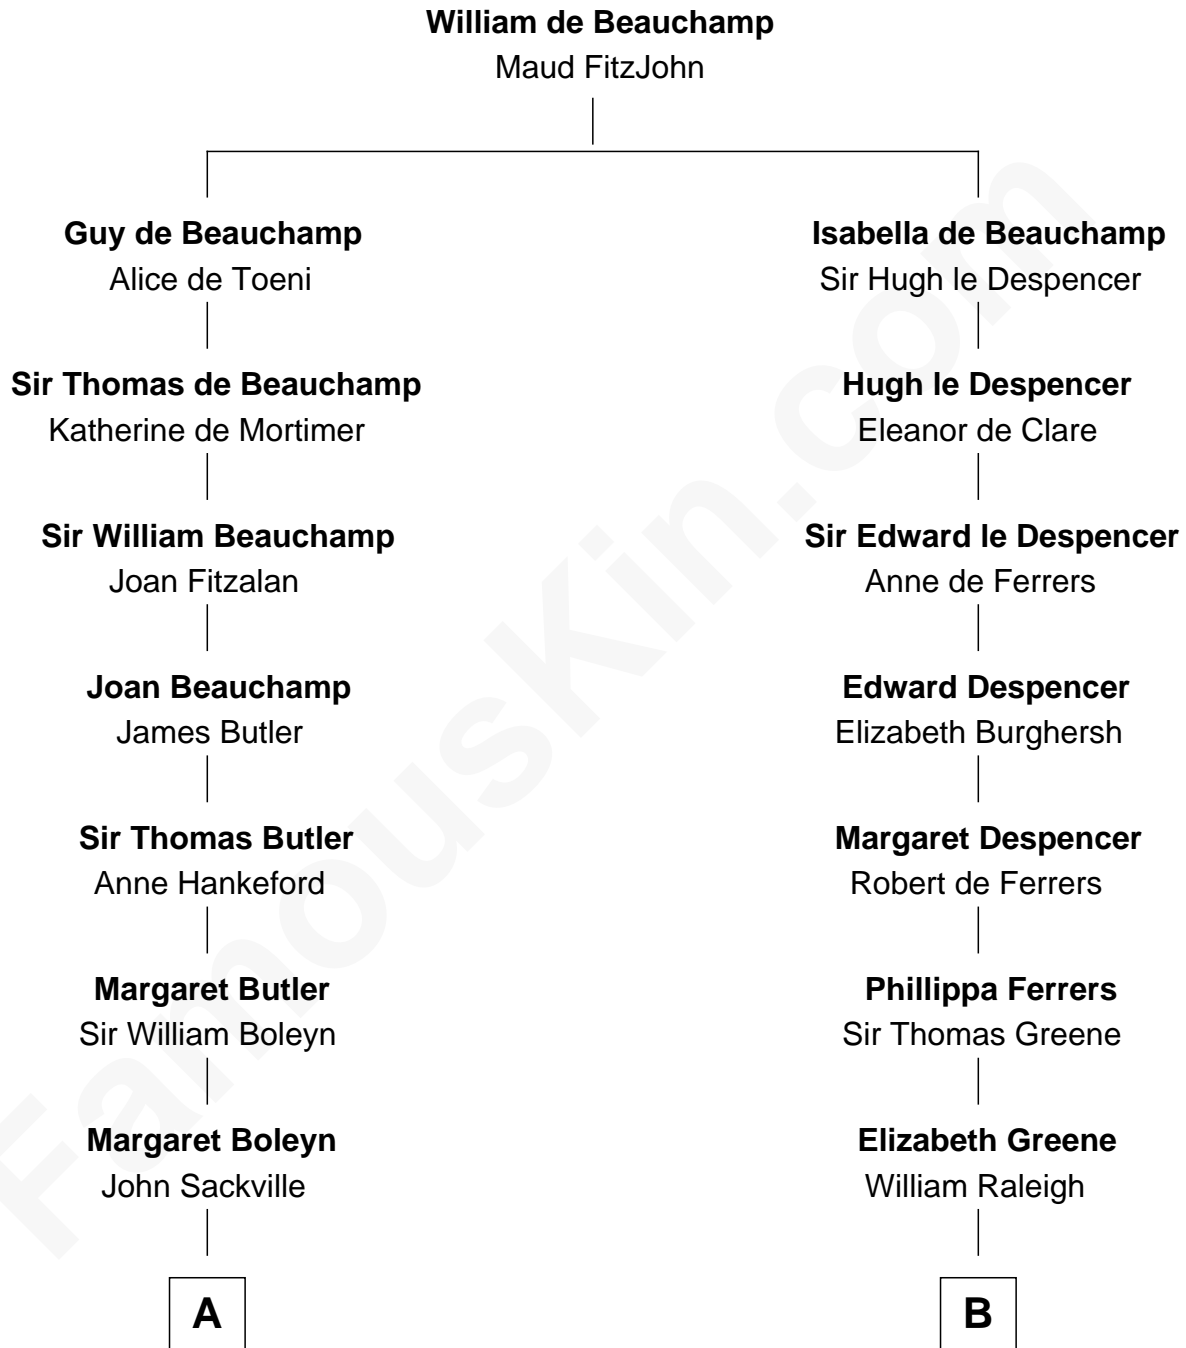 William de Beauchamp
Maud FitzJohn
Guy de Beauchamp
Alice de Toeni
Isabella de Beauchamp
Sir Hugh le Despencer
Sir Thomas de Beauchamp
Katherine de Mortimer
Hugh le Despencer
Eleanor de Clare
Sir William Beauchamp
Joan Fitzalan
Sir Edward le Despencer
Anne de Ferrers
Joan Beauchamp
James Butler
Edward Despencer
Elizabeth Burghersh
Sir Thomas Butler
Anne Hankeford
Margaret Despencer
Robert de Ferrers
Margaret Butler
Sir William Boleyn
Phillippa Ferrers
Sir Thomas Greene
Margaret Boleyn
John Sackville
Elizabeth Greene
William Raleigh
A
B
FamousKin.com